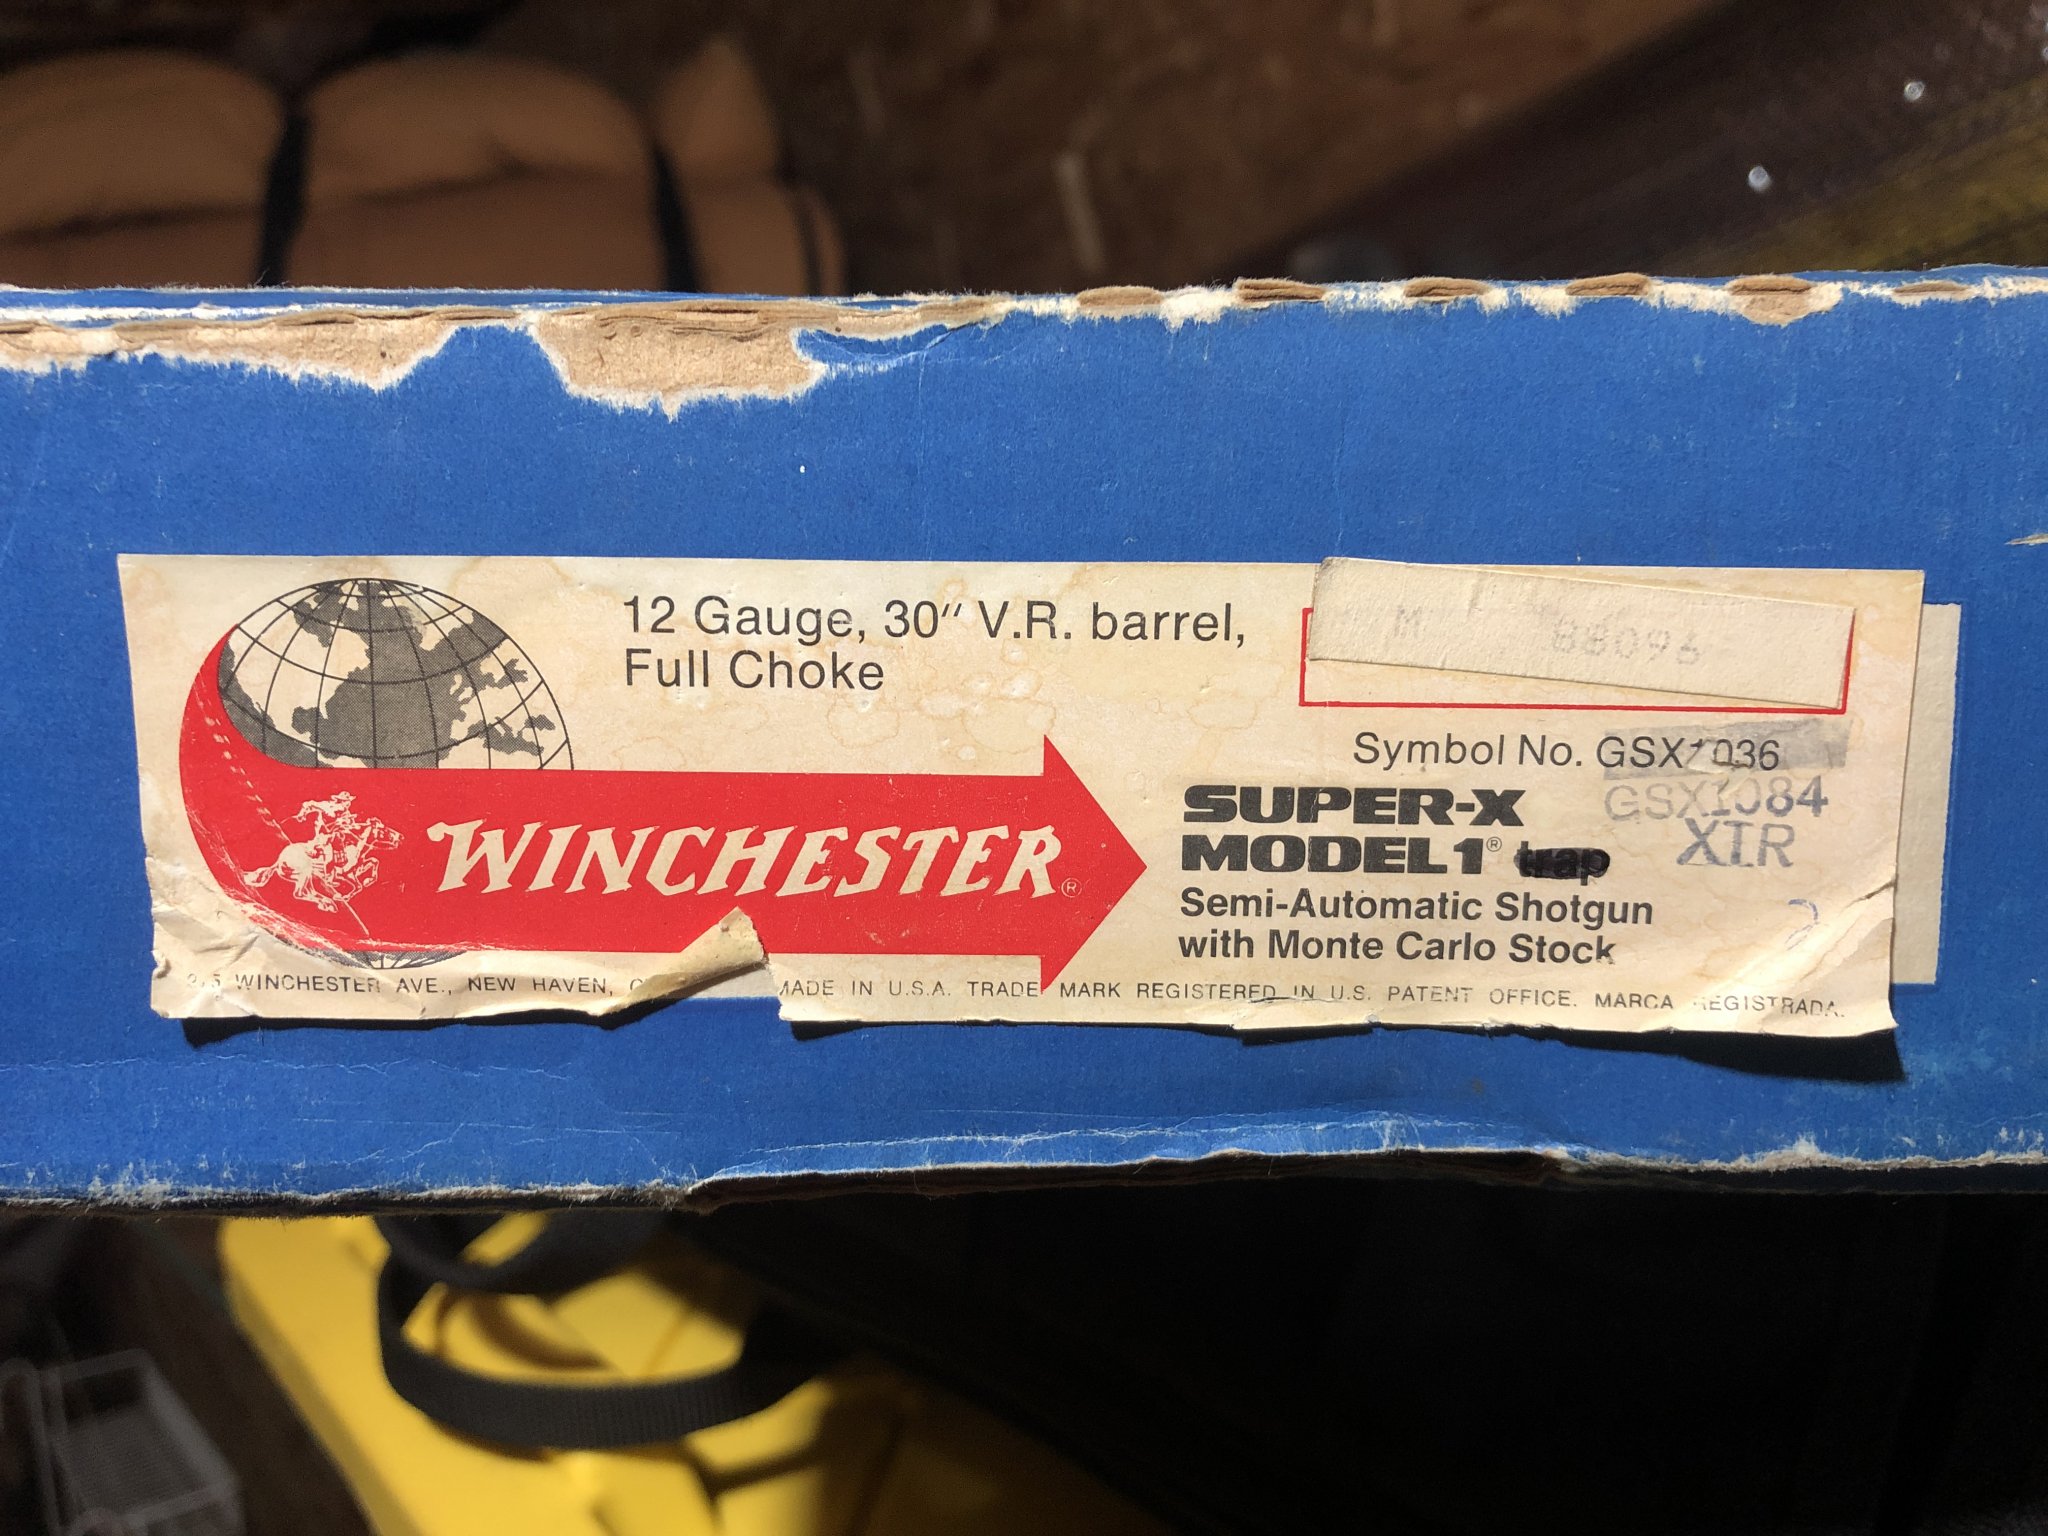 12 Gauge, 30" V.R. barrel,
Full Choke
M 88096
Symbol No. GSX1036
GSX1084
XTR
WINCHESTER®
SUPER-X
MODEL 1® trap
Semi-Automatic Shotgun
with Monte Carlo Stock
WINCHESTER AVE., NEW HAVEN, MADE IN U.S.A. TRADE MARK REGISTERED IN U.S. PATENT OFFICE. MARCA REGISTRADA.